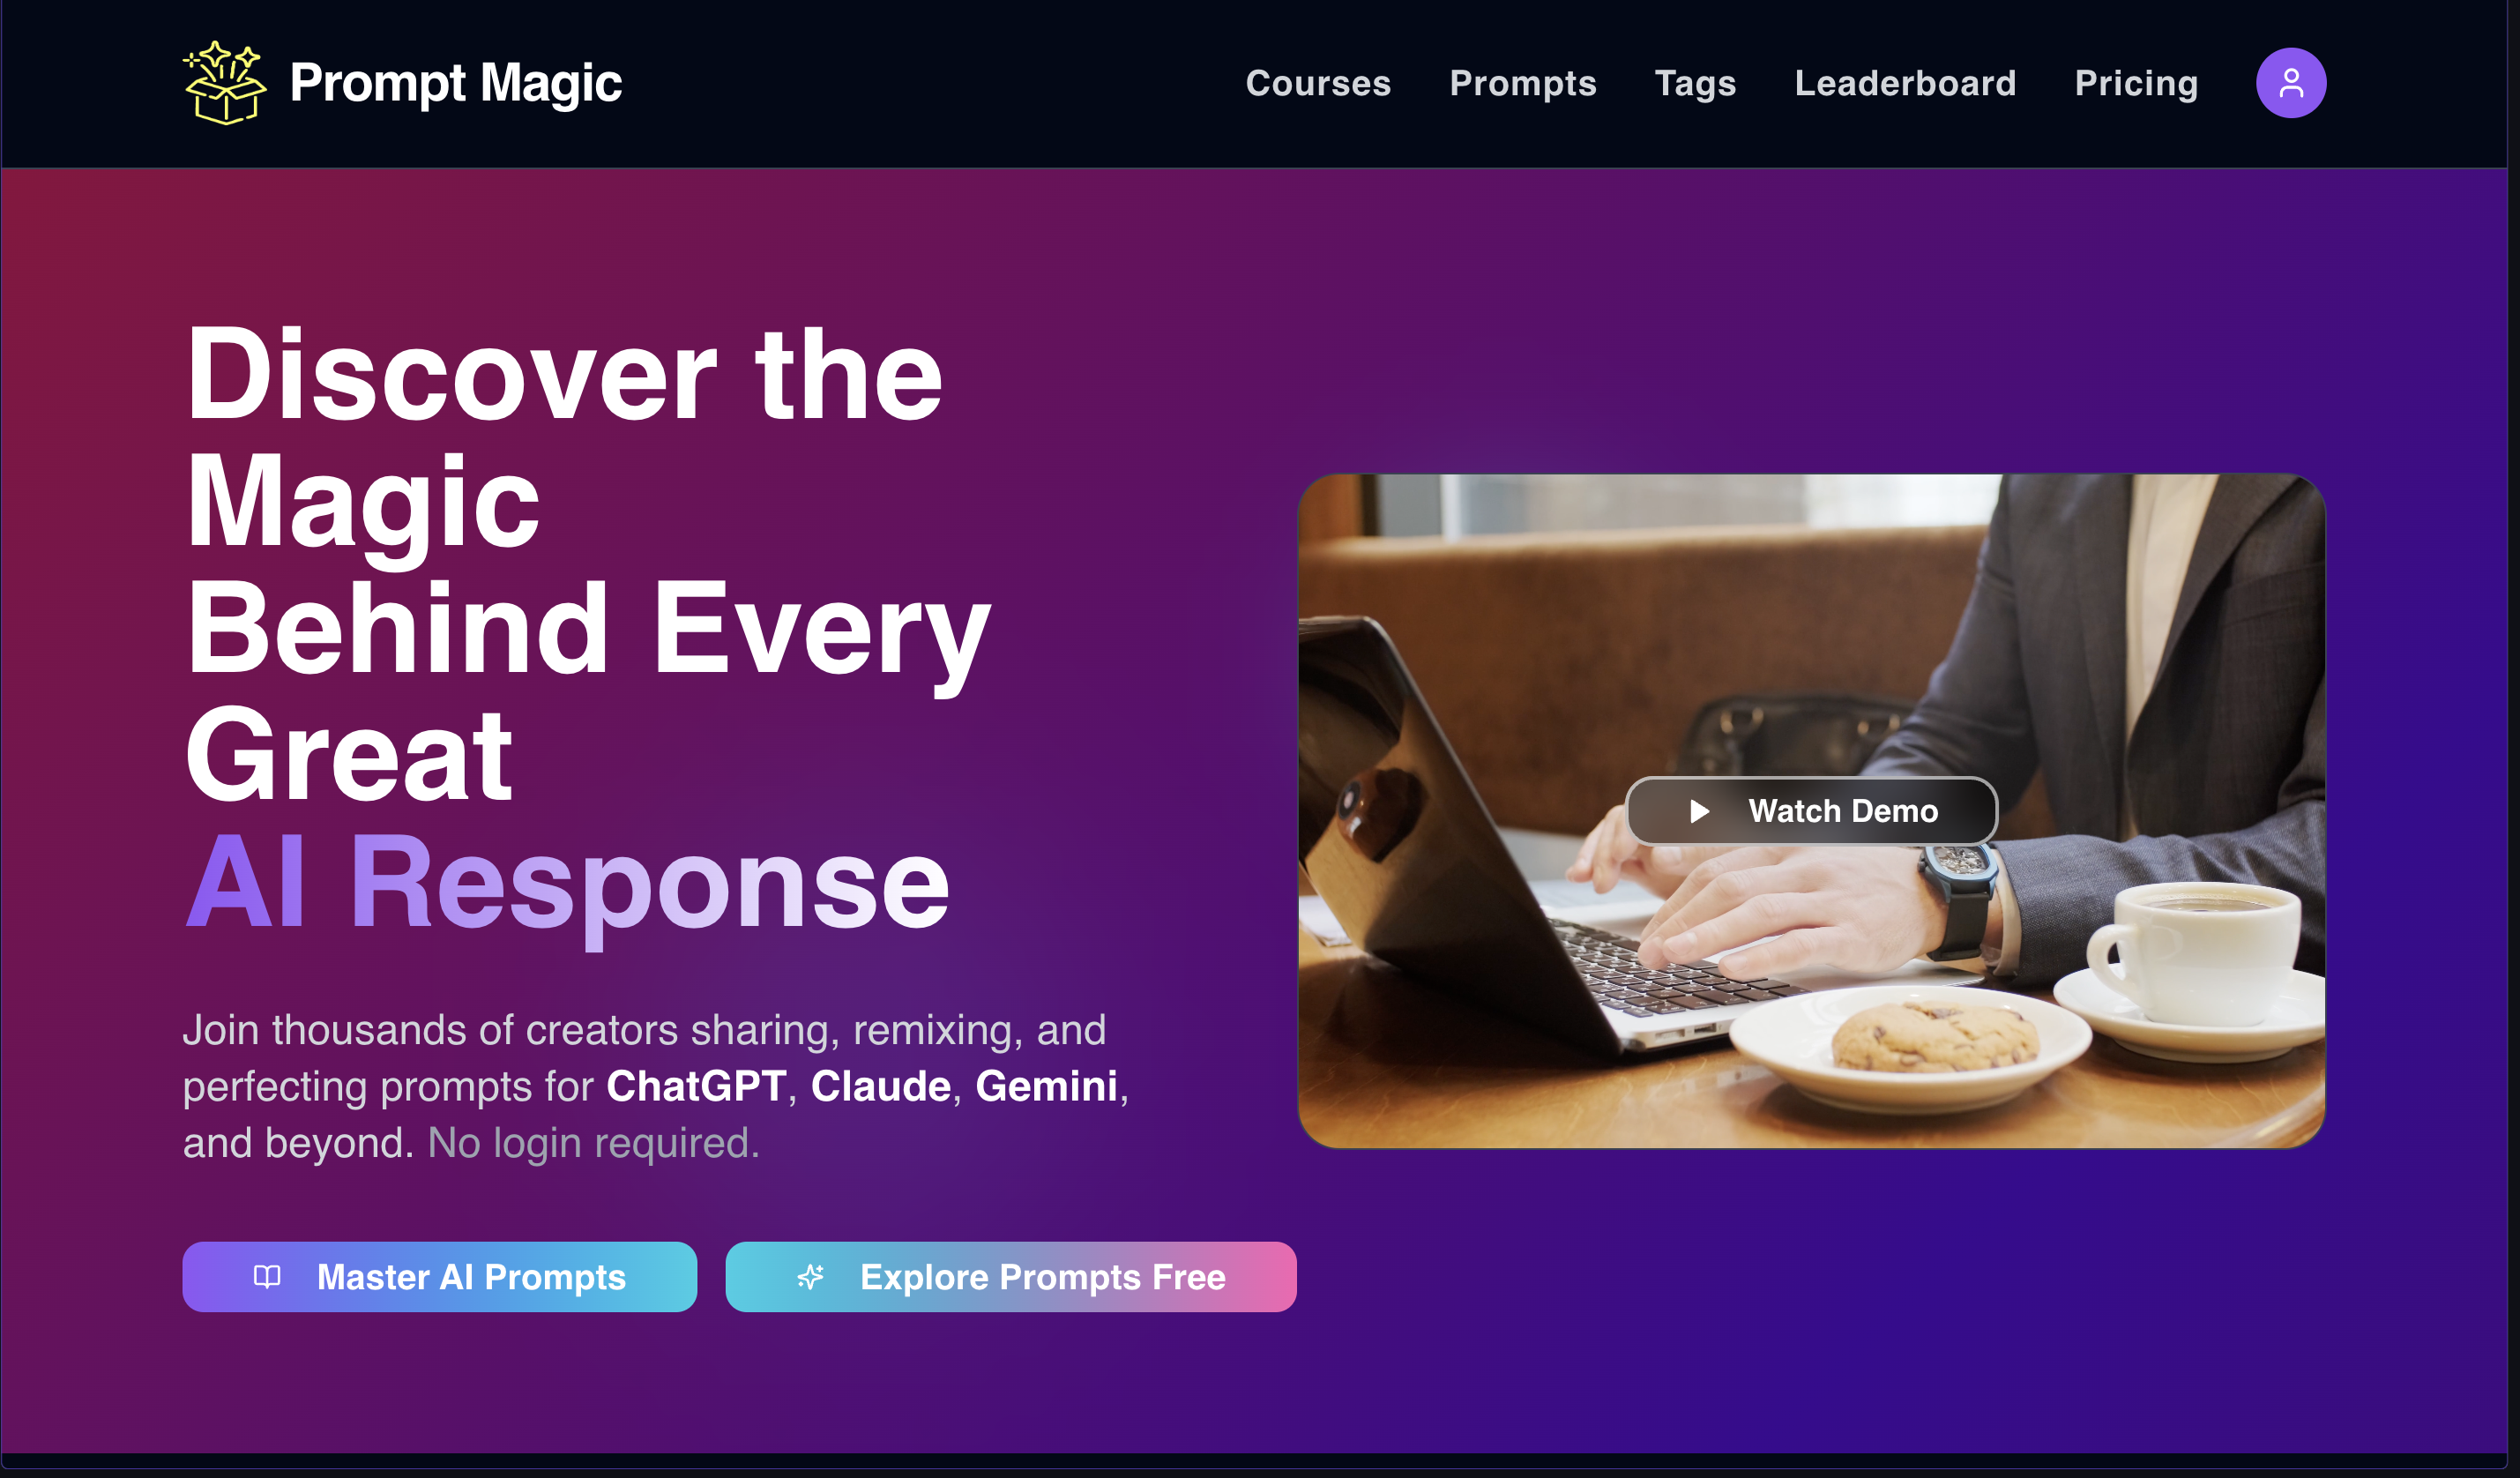 Prompt Magic
Courses
Prompts
Tags
Leaderboard
Pricing
Discover the
Magic
Behind Every
Great
AI Response
Join thousands of creators sharing, remixing, and
perfecting prompts for ChatGPT, Claude, Gemini,
and beyond. No login required.
Master AI Prompts
Explore Prompts Free
Watch Demo